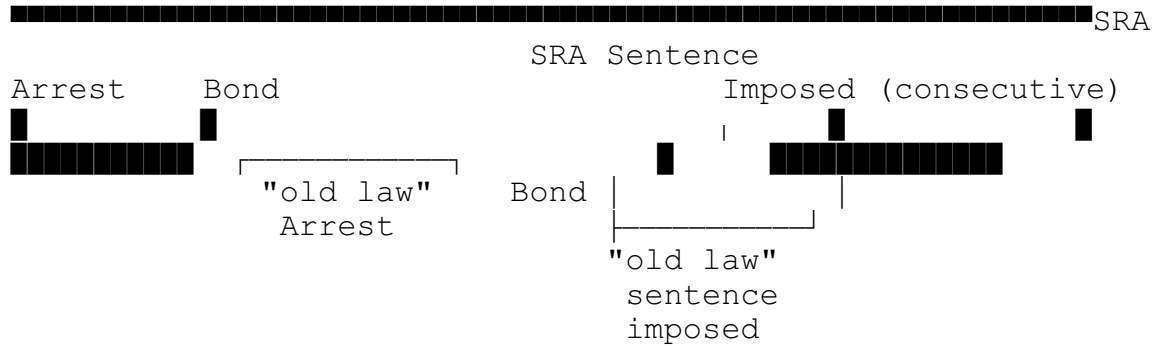 SRA
SRA Sentence
Arrest Bond Imposed (consecutive)
"old law" Bond
Arrest
"old law"
sentence
imposed